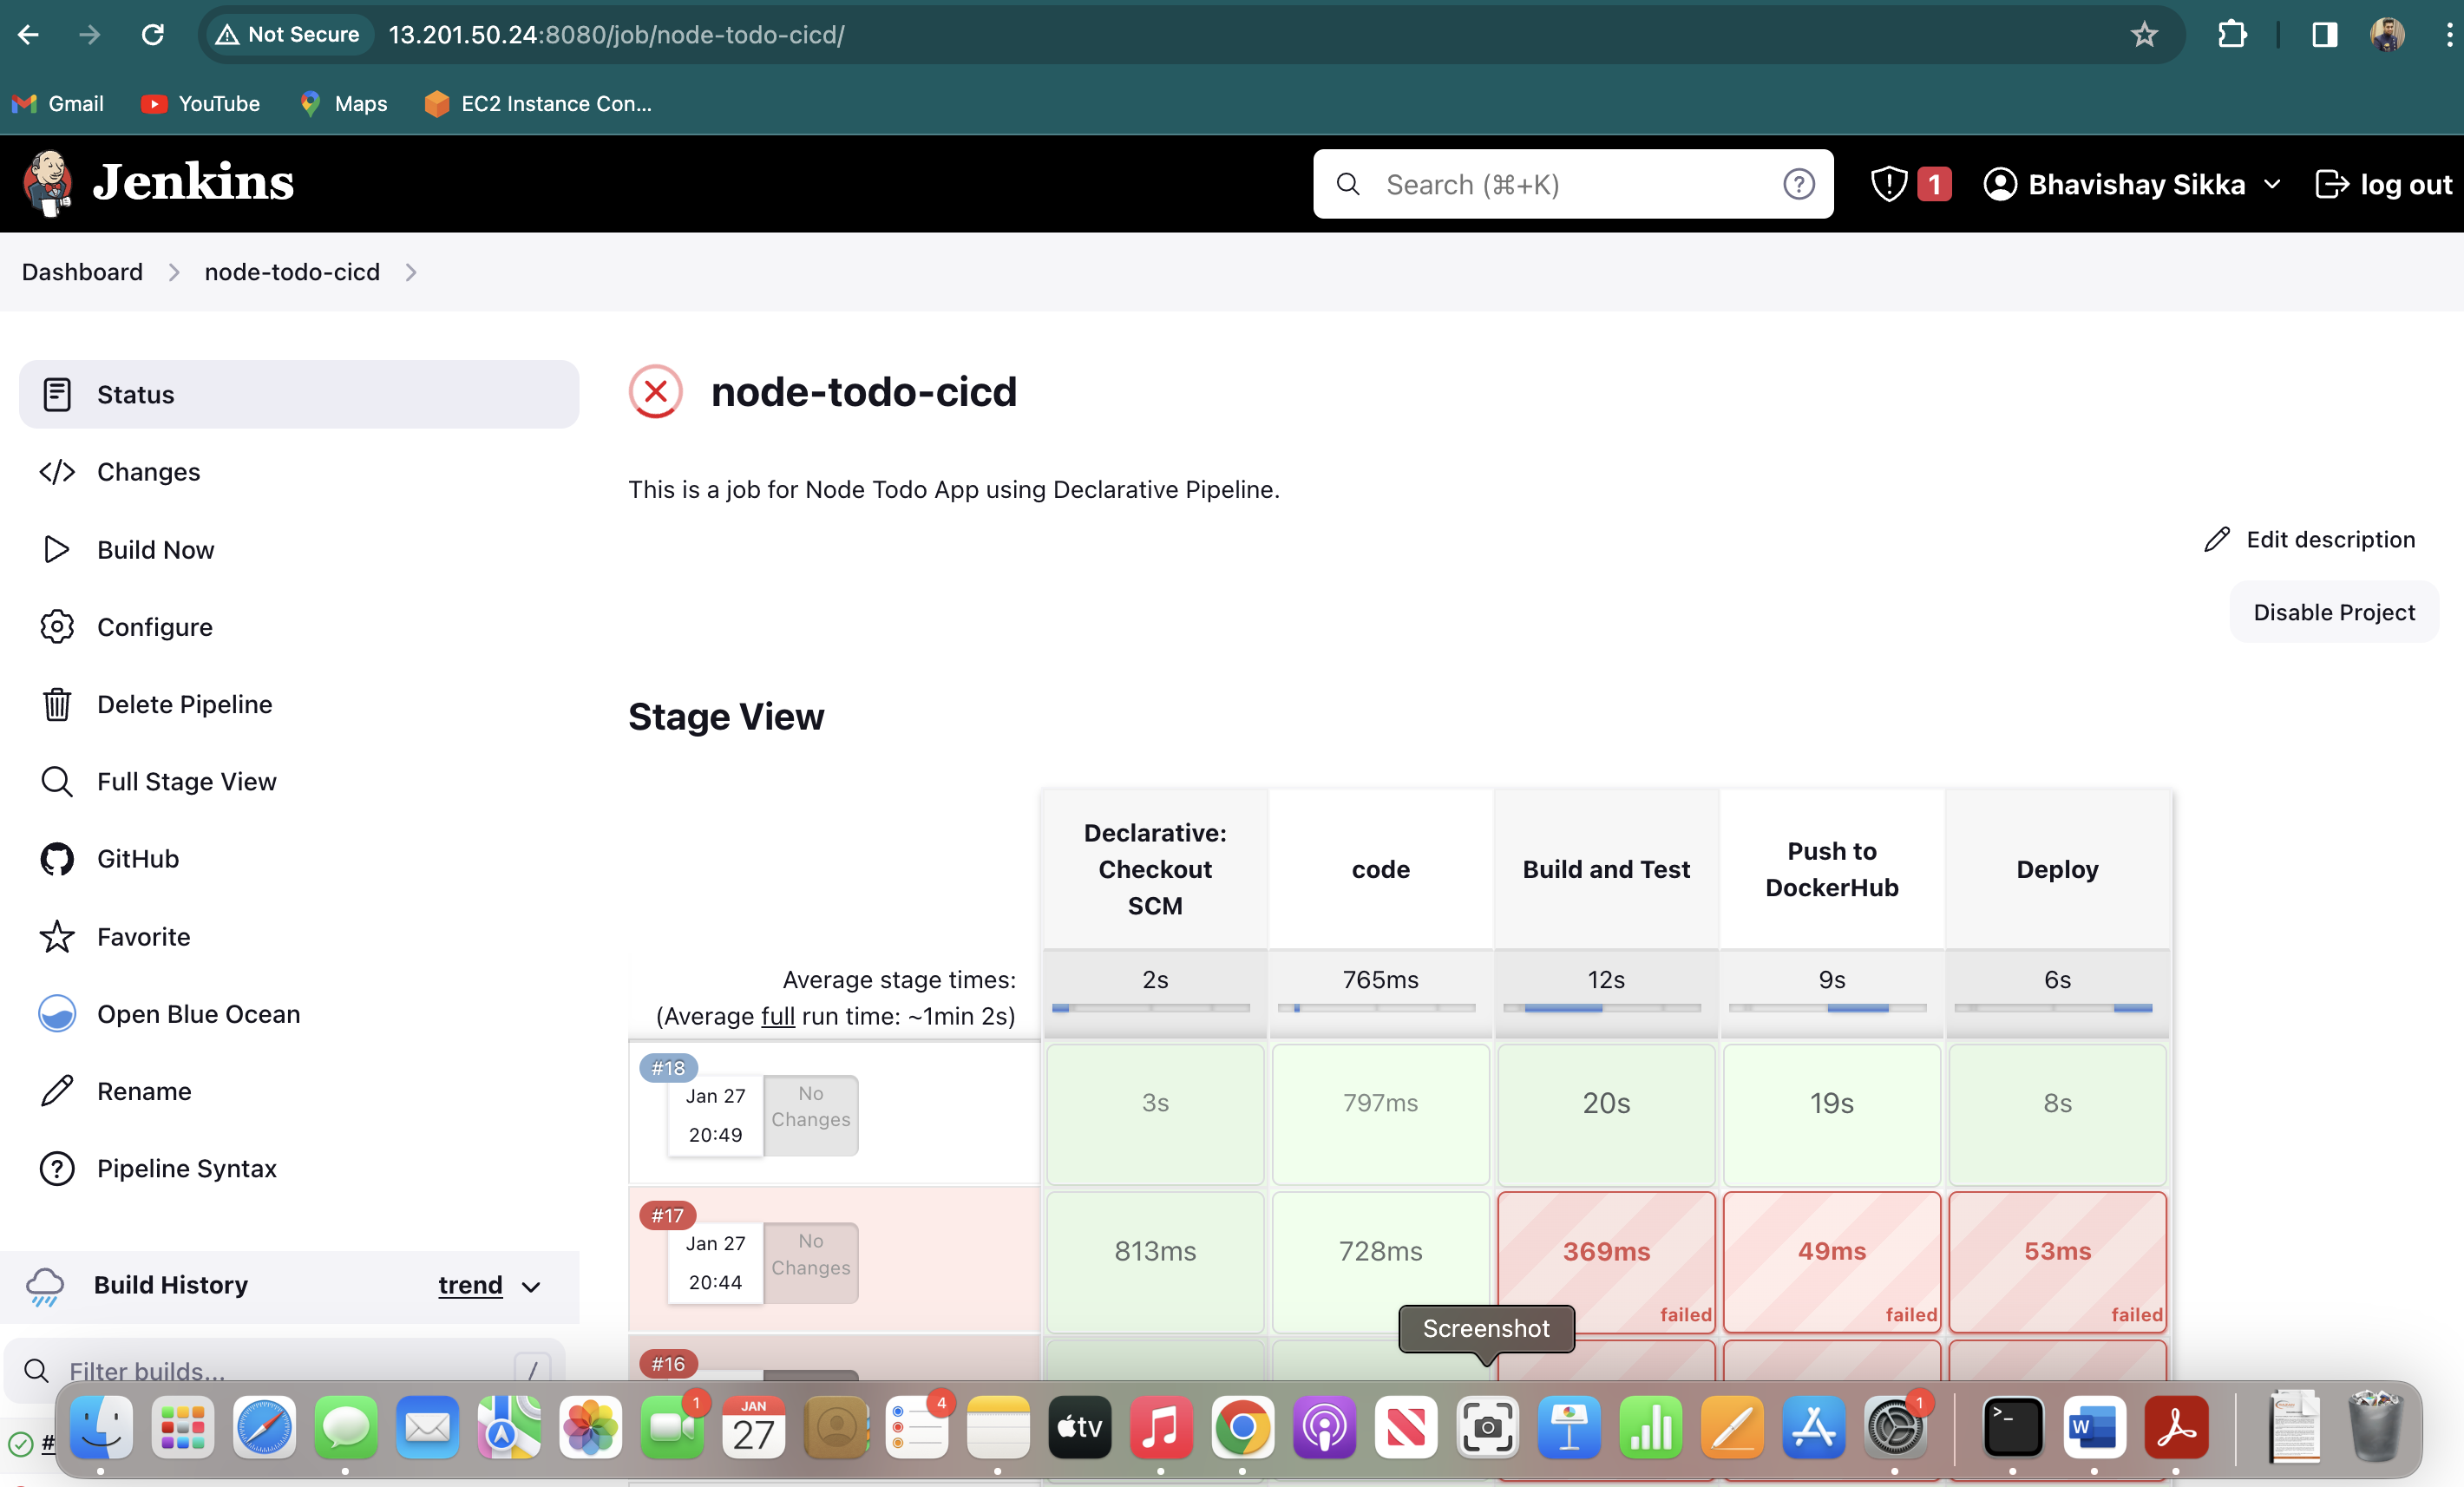 Not Secure 13.201.50.24:8080/job/node-todo-cicd/
Gmail YouTube Maps EC2 Instance Con...
Jenkins
Search (⌘+K)
1
Bhavishay Sikka
log out
Dashboard node-todo-cicd
Status
Changes
Build Now
Configure
Delete Pipeline
Full Stage View
GitHub
Favorite
Open Blue Ocean
Rename
Pipeline Syntax
Build History trend
Filter builds... /
#
node-todo-cicd
This is a job for Node Todo App using Declarative Pipeline.
Edit description
Disable Project
Stage View
Declarative:
Checkout
SCM
code
Build and Test
Push to
DockerHub
Deploy
Average stage times:
(Average full run time: ~1min 2s)
2s 765ms 12s 9s 6s
#18
Jan 27
20:49
No
Changes
3s 797ms 20s 19s 8s
#17
Jan 27
20:44
No
Changes
813ms 728ms 369ms 49ms 53ms
failed failed failed
#16
Screenshot
1
JAN
27
4
tv
1
>_
W